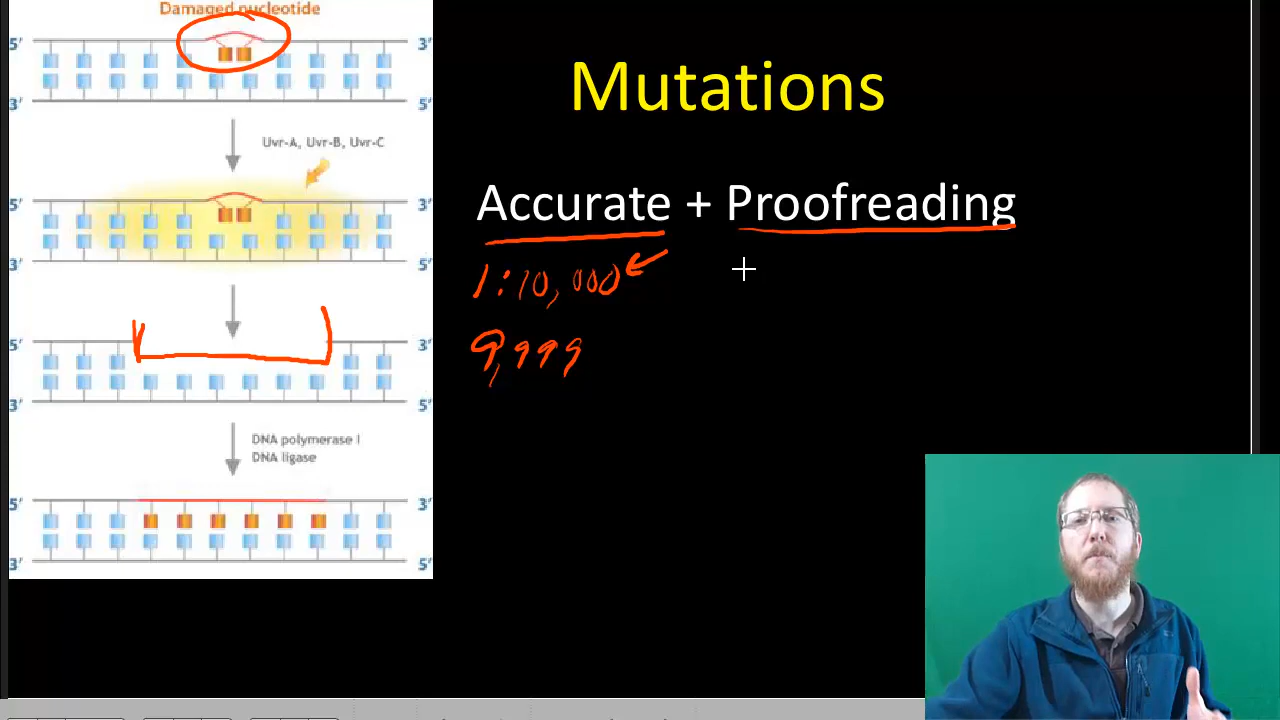 Damaged nucleotide
5′ 3′
3′ 5′
Uvr-A, Uvr-B, Uvr-C
5′ 3′
3′ 5′
5′ 3′
3′ 5′
DNA polymerase I
DNA ligase
5′ 3′
3′ 5′
Mutations
Accurate + Proofreading
1:10,000
9,999